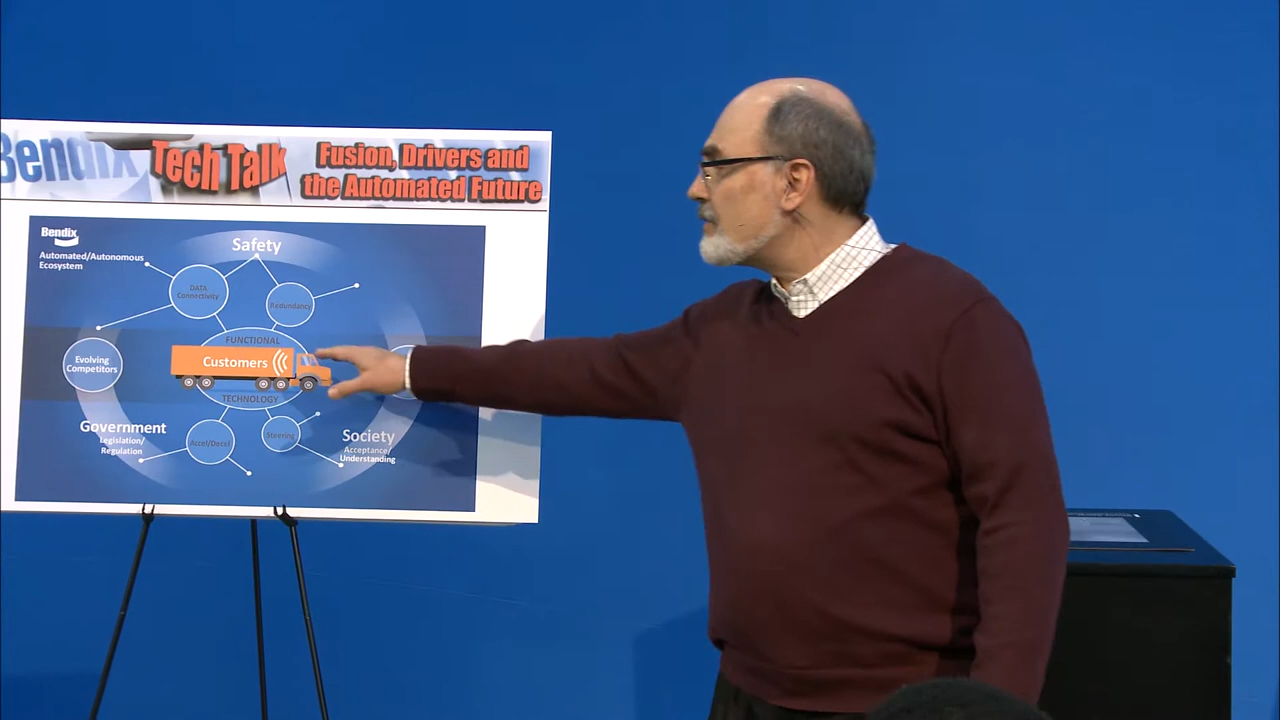 Bendix
Tech Talk
Fusion, Drivers and
the Automated Future
Bendix
Automated/Autonomous
Ecosystem
Safety
DATA
Connectivity
Redundancy
FUNCTIONAL
Evolving
Competitors
Customers
TECHNOLOGY
Government
Legislation/
Regulation
Accel/Decel
Steering
Society
Acceptance/
Understanding